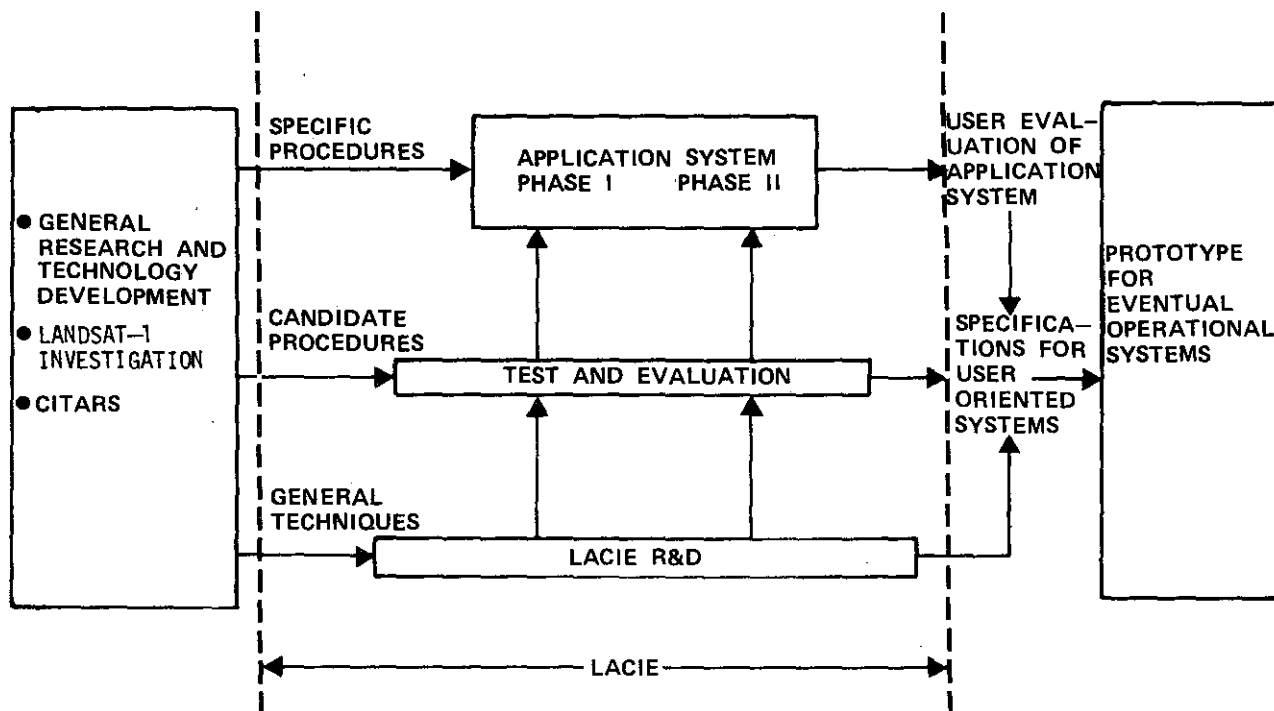 ● GENERAL
RESEARCH AND
TECHNOLOGY
DEVELOPMENT
● LANDSAT-1
INVESTIGATION
● CITARS
SPECIFIC
PROCEDURES
CANDIDATE
PROCEDURES
GENERAL
TECHNIQUES
APPLICATION SYSTEM
PHASE I PHASE II
TEST AND EVALUATION
LACIE R&D
LACIE
USER EVAL-
UATION OF
APPLICATION
SYSTEM
SPECIFICA-
TIONS FOR
USER
ORIENTED
SYSTEMS
PROTOTYPE
FOR
EVENTUAL
OPERATIONAL
SYSTEMS